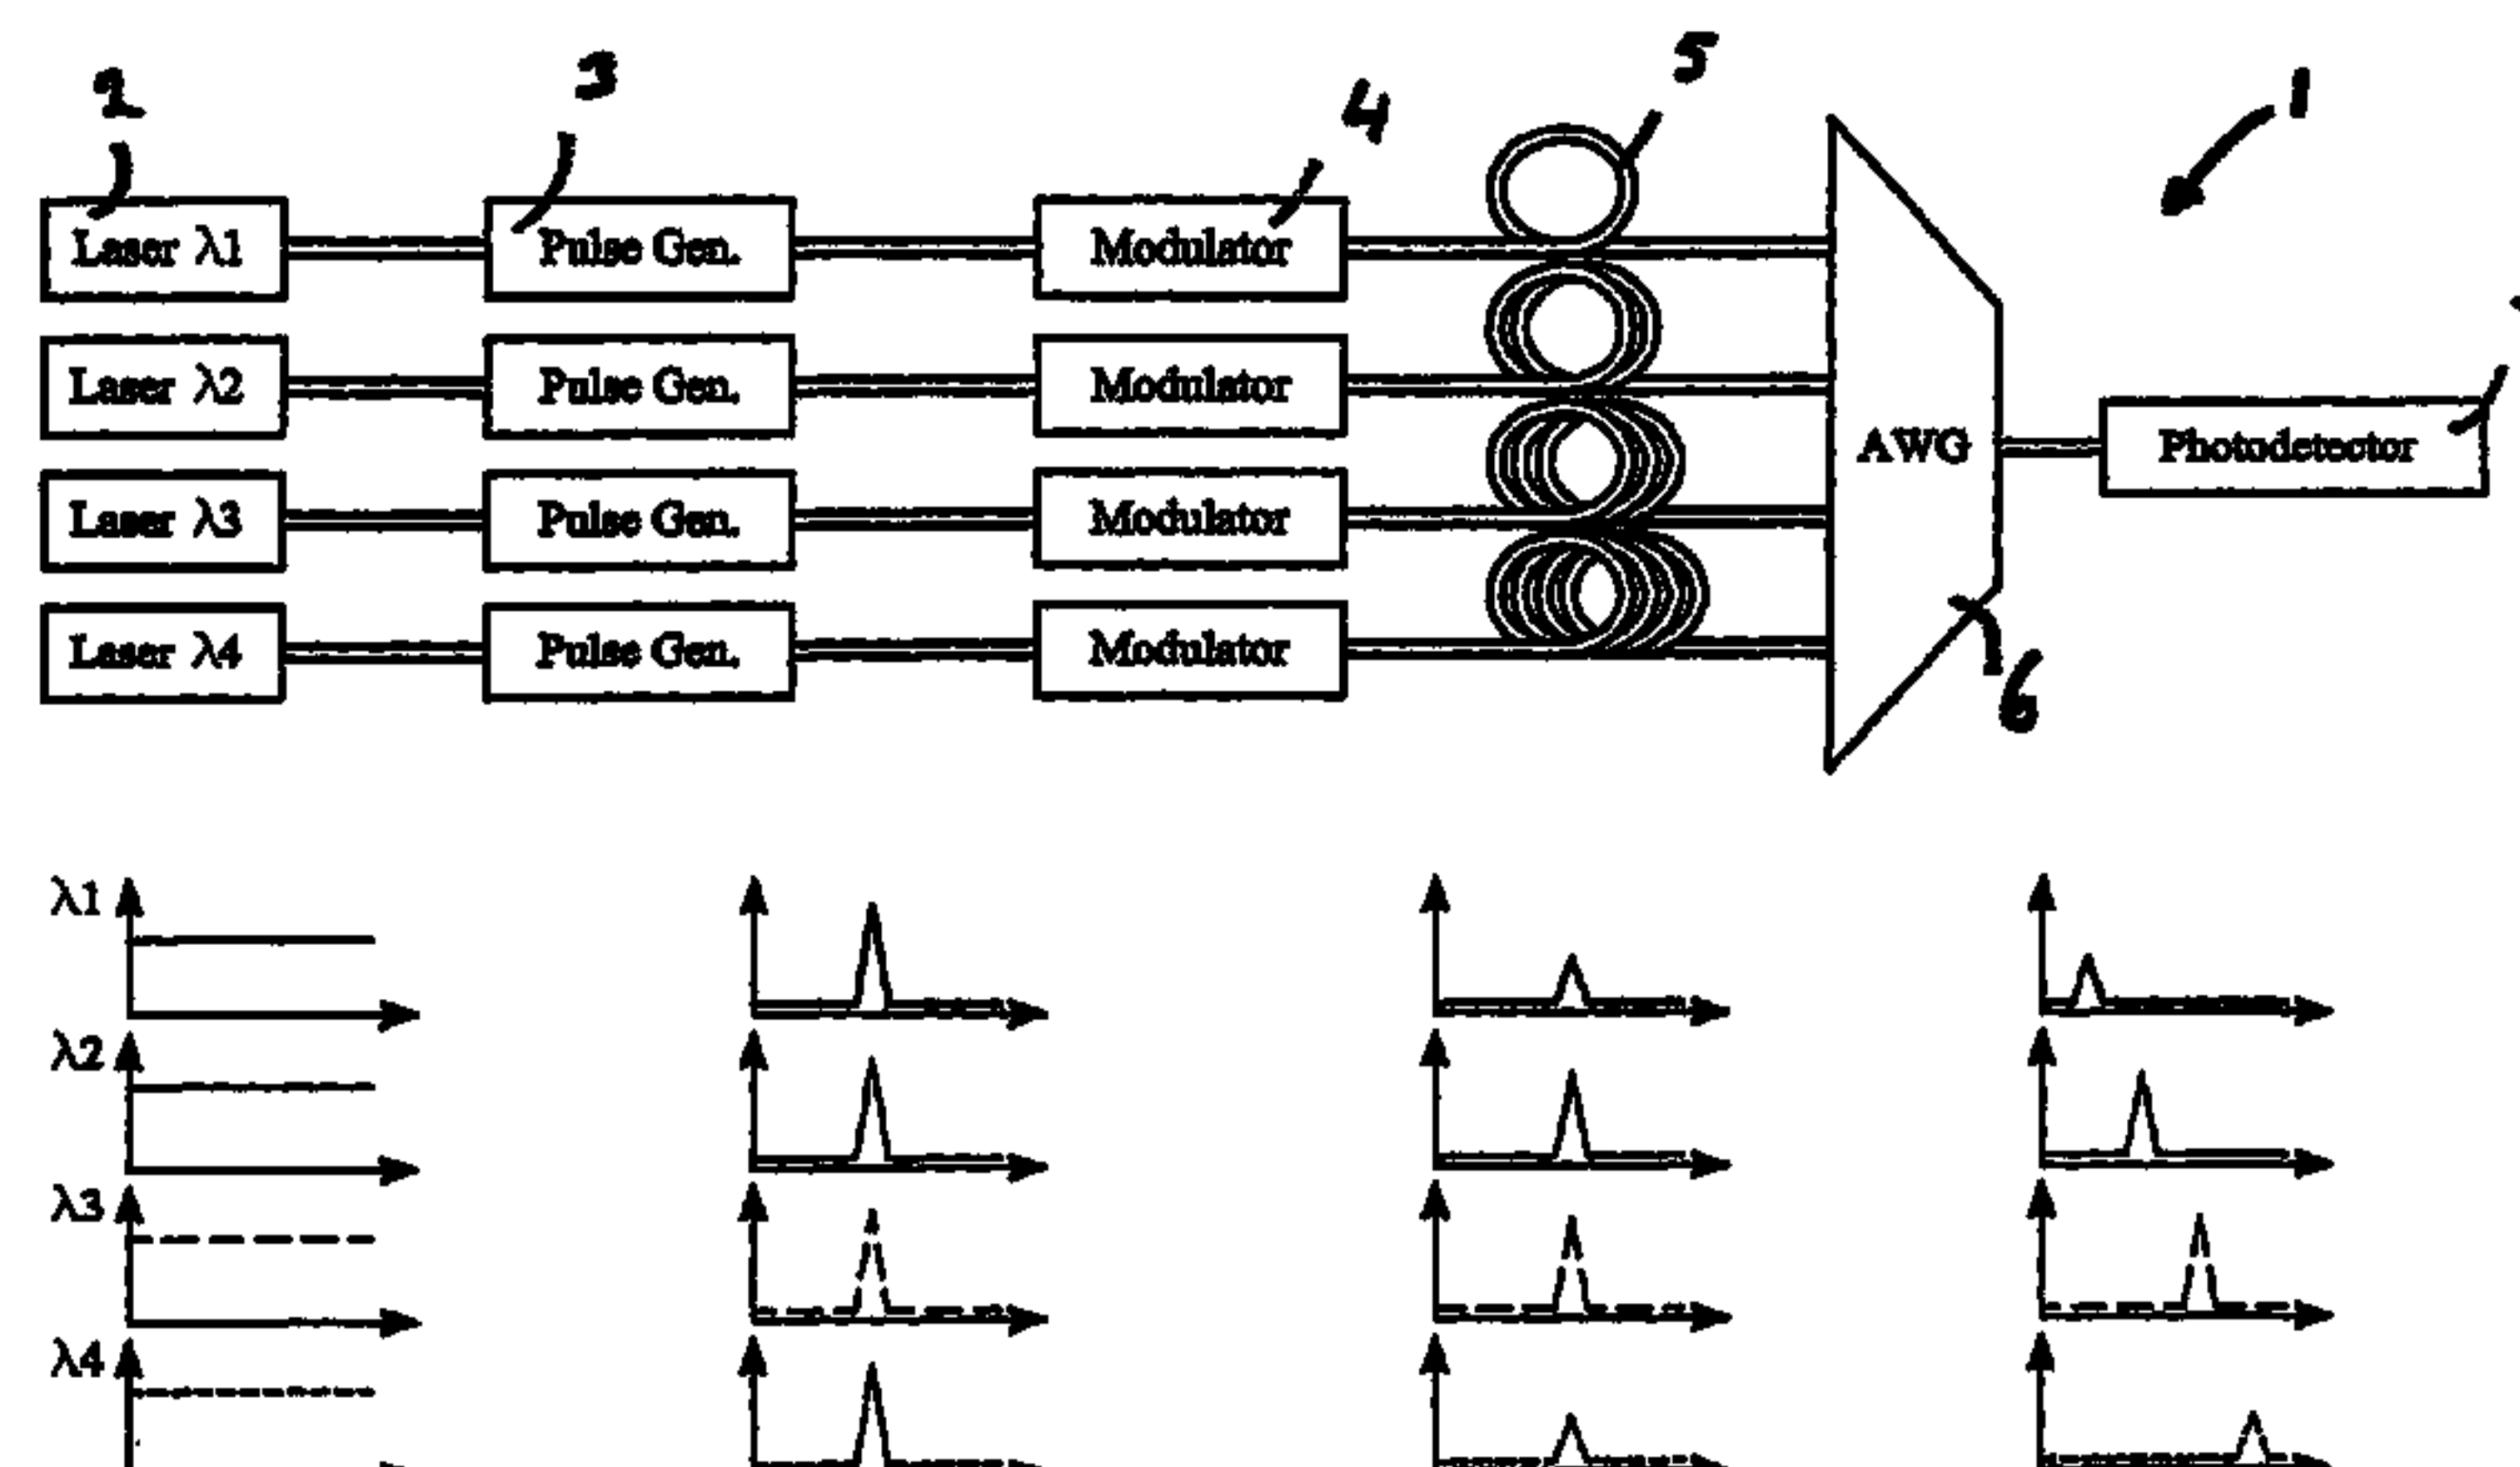 2 3 4 5 1
Laser λ1 Pulse Gen. Modulator
Laser λ2 Pulse Gen. Modulator
AWG Photodetector
Laser λ3 Pulse Gen. Modulator
Laser λ4 Pulse Gen. Modulator
6
λ1
λ2
λ3
λ4